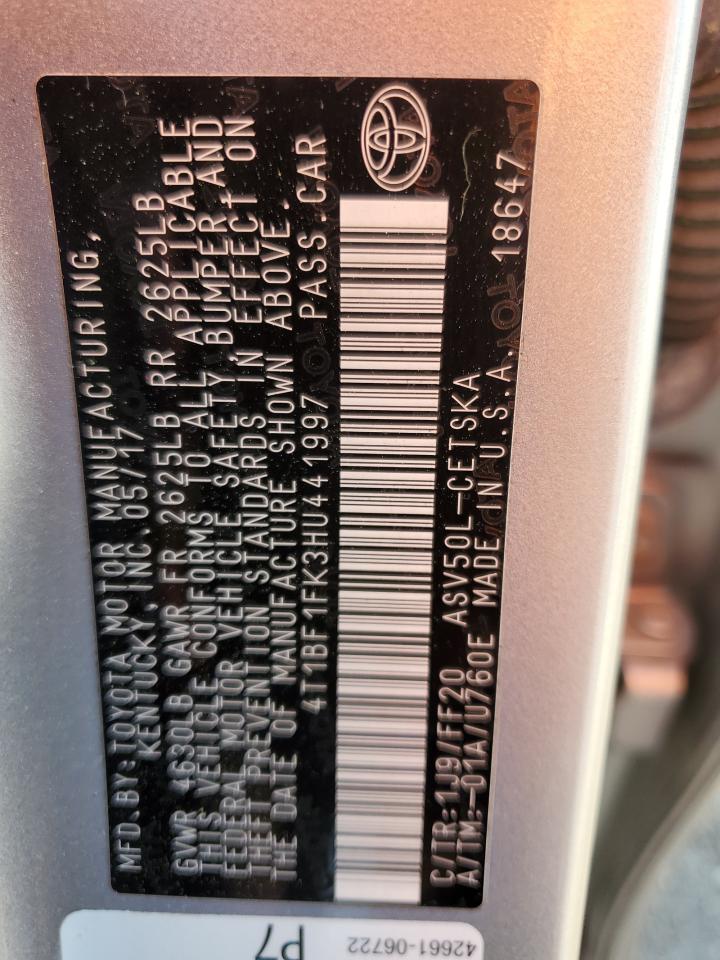 MFD.BY:TOYOTA MOTOR MANUFACTURING,
KENTUCKY, INC. 05/17
GVWR 4630LB GAWR FR 2625LB RR 2625LB
THIS VEHICLE CONFORMS TO ALL APPLICABLE
FEDERAL MOTOR VEHICLE SAFETY, BUMPER, AND
THEFT PREVENTION STANDARDS IN EFFECT ON
THE DATE OF MANUFACTURE SHOWN ABOVE.
4T1BF1FK3HU441997 PASS.CAR
C/TR:1J9/FF20 ASV50L-CETSKA
A/TM:-01A/U760E MADE IN U.S.A. 18647
P7 42661-06722